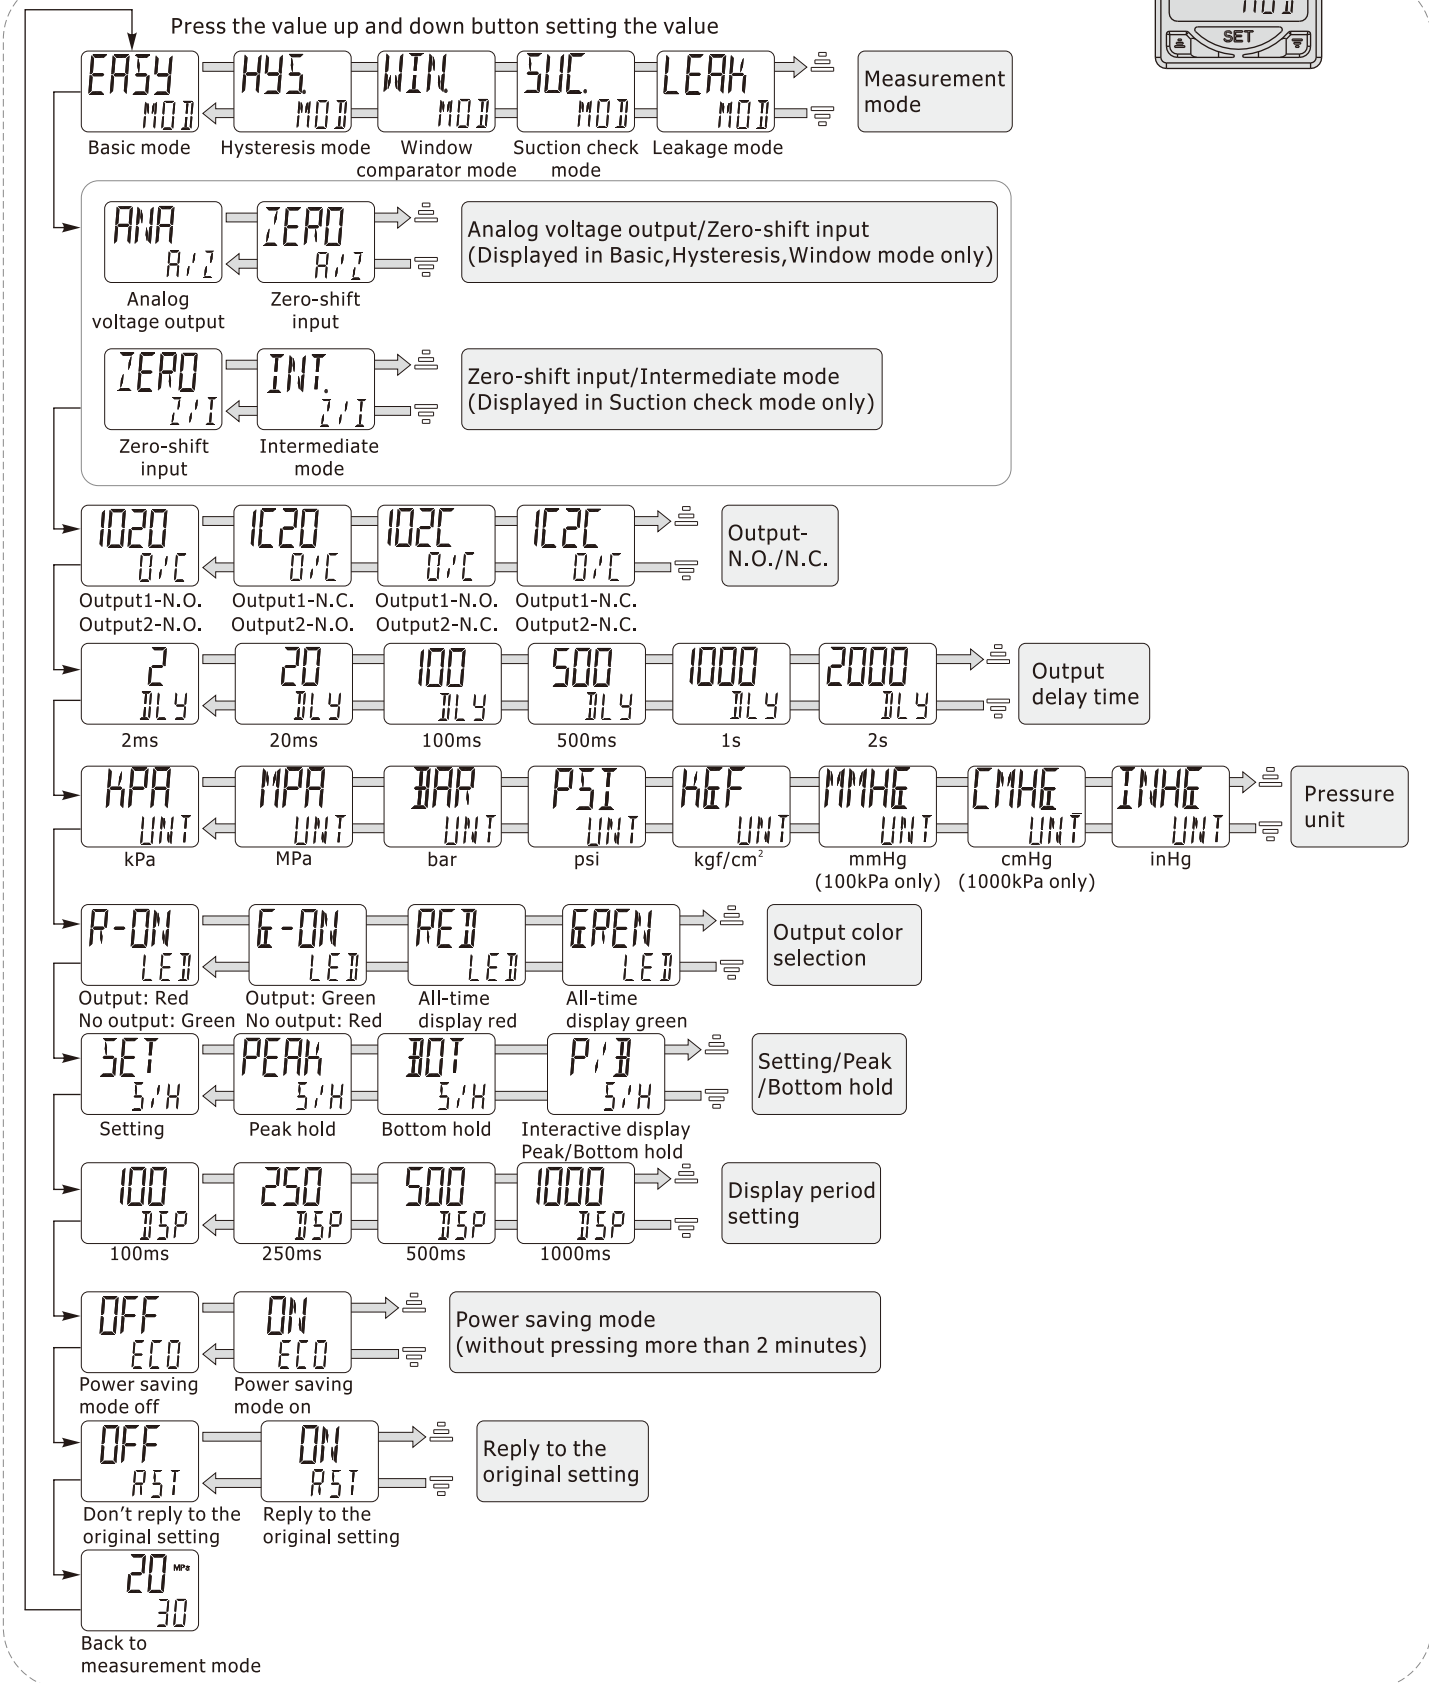 MOD
SET
Press the value up and down button setting the value
EASY HYS. WIN. SUC. LEAK
MOD MOD MOD MOD MOD
Measurement
mode
Basic mode Hysteresis mode Window Suction check Leakage mode
comparator mode mode
ANA ZERO
A/Z A/Z
Analog voltage output/Zero-shift input
(Displayed in Basic,Hysteresis,Window mode only)
Analog Zero-shift
voltage output input
ZERO INT.
Z/I Z/I
Zero-shift input/Intermediate mode
(Displayed in Suction check mode only)
Zero-shift Intermediate
input mode
1O2O 1C2O 1O2C 1C2C
O/C O/C O/C O/C
Output-
N.O./N.C.
Output1-N.O. Output1-N.C. Output1-N.O. Output1-N.C.
Output2-N.O. Output2-N.O. Output2-N.C. Output2-N.C.
2 20 100 500 1000 2000
DLY DLY DLY DLY DLY DLY
Output
delay time
2ms 20ms 100ms 500ms 1s 2s
KPA MPA BAR PSI KGF MMHG CMHG INHG
UNT UNT UNT UNT UNT UNT UNT UNT
Pressure
unit
kPa MPa bar psi kgf/cm² mmHg cmHg inHg
(100kPa only) (1000kPa only)
R-ON G-ON RED GREN
LED LED LED LED
Output color
selection
Output: Red Output: Green All-time All-time
No output: Green No output: Red display red display green
SET PEAK BOT P/B
S/H S/H S/H S/H
Setting/Peak
/Bottom hold
Setting Peak hold Bottom hold Interactive display
Peak/Bottom hold
100 250 500 1000
DSP DSP DSP DSP
Display period
setting
100ms 250ms 500ms 1000ms
OFF ON
ECO ECO
Power saving mode
(without pressing more than 2 minutes)
Power saving Power saving
mode off mode on
OFF ON
RST RST
Reply to the
original setting
Don't reply to the Reply to the
original setting original setting
20 MPa
30
Back to
measurement mode